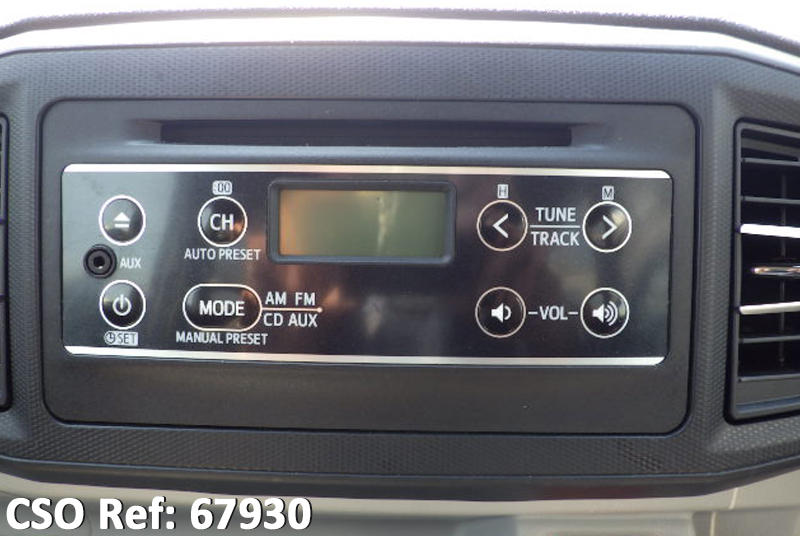 :00
H
M
CH
AUTO PRESET
TUNE
TRACK
AUX
MODE
AM FM
CD AUX
MANUAL PRESET
-VOL-
SET
CSO Ref: 67930